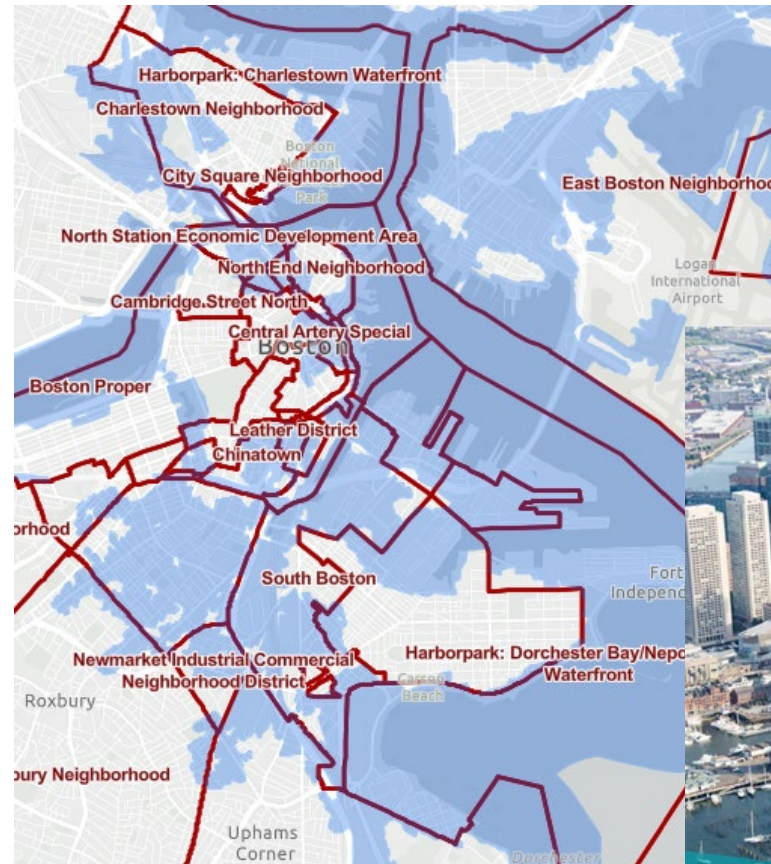 Harborpark: Charlestown Waterfront
Charlestown Neighborhood
Boston
National
Park
City Square Neighborhood
East Boston Neighborhoo
North Station Economic Development Area
North End Neighborhood
Logan
International
Airport
Cambridge Street North
Central Artery Special
Boston
Boston Proper
Leather District
Chinatown
orhood
South Boston
Fort
Independ
Harborpark: Dorchester Bay/Nepo
Waterfront
Newmarket Industrial Commercial
Neighborhood District
Carson
Beach
Roxbury
bury Neighborhood
Uphams
Corner
Dorchester